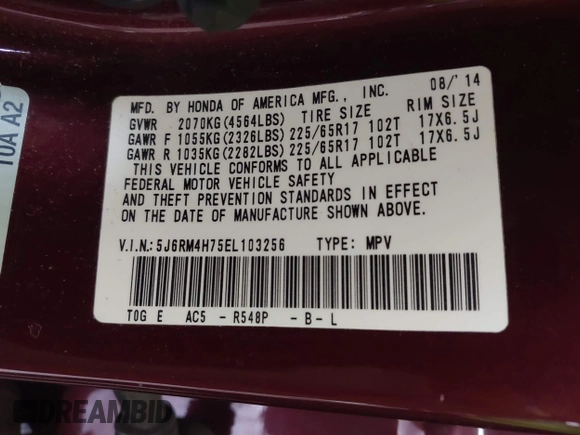 MFD. BY HONDA OF AMERICA MFG., INC. 08/'14
GVWR 2070KG(4564LBS) TIRE SIZE RIM SIZE
GAWR F 1055KG(2326LBS) 225/65R17 102T 17X6.5J
GAWR R 1035KG(2282LBS) 225/65R17 102T 17X6.5J
THIS VEHICLE CONFORMS TO ALL APPLICABLE
FEDERAL MOTOR VEHICLE SAFETY
AND THEFT PREVENTION STANDARDS IN EFFECT
ON THE DATE OF MANUFACTURE SHOWN ABOVE.
V.I.N.:5J6RM4H75EL103256 TYPE: MPV
TOG E AC5 - R548P - B - L
10A A2
DREAMBID